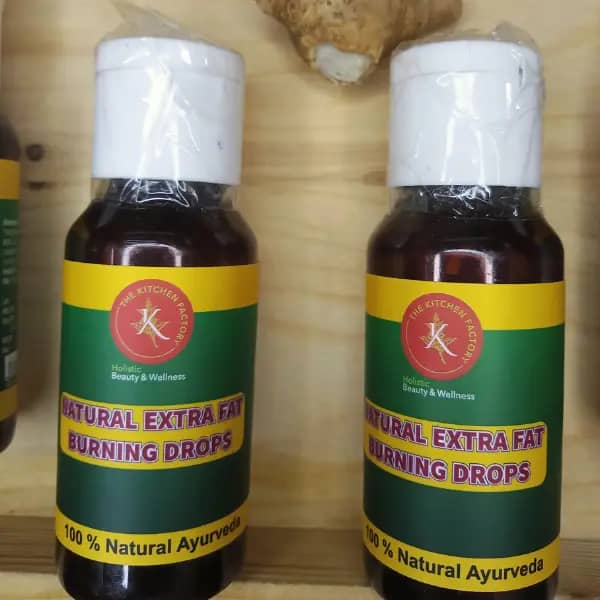 THE KITCHEN FACTORY
K
Holistic
Beauty & Wellness
NATURAL EXTRA FAT
BURNING DROPS
100 % Natural Ayurveda
THE KITCHEN FACTORY
K
Holistic
Beauty & Wellness
NATURAL EXTRA FAT
BURNING DROPS
100 % Natural Ayurveda